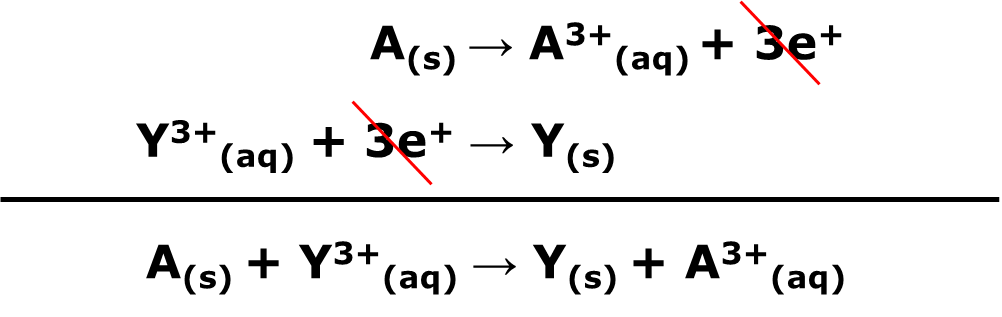 A(s) → A³⁺(aq) + 3e⁺
Y³⁺(aq) + 3e⁺ → Y(s)
A(s) + Y³⁺(aq) → Y(s) + A³⁺(aq)